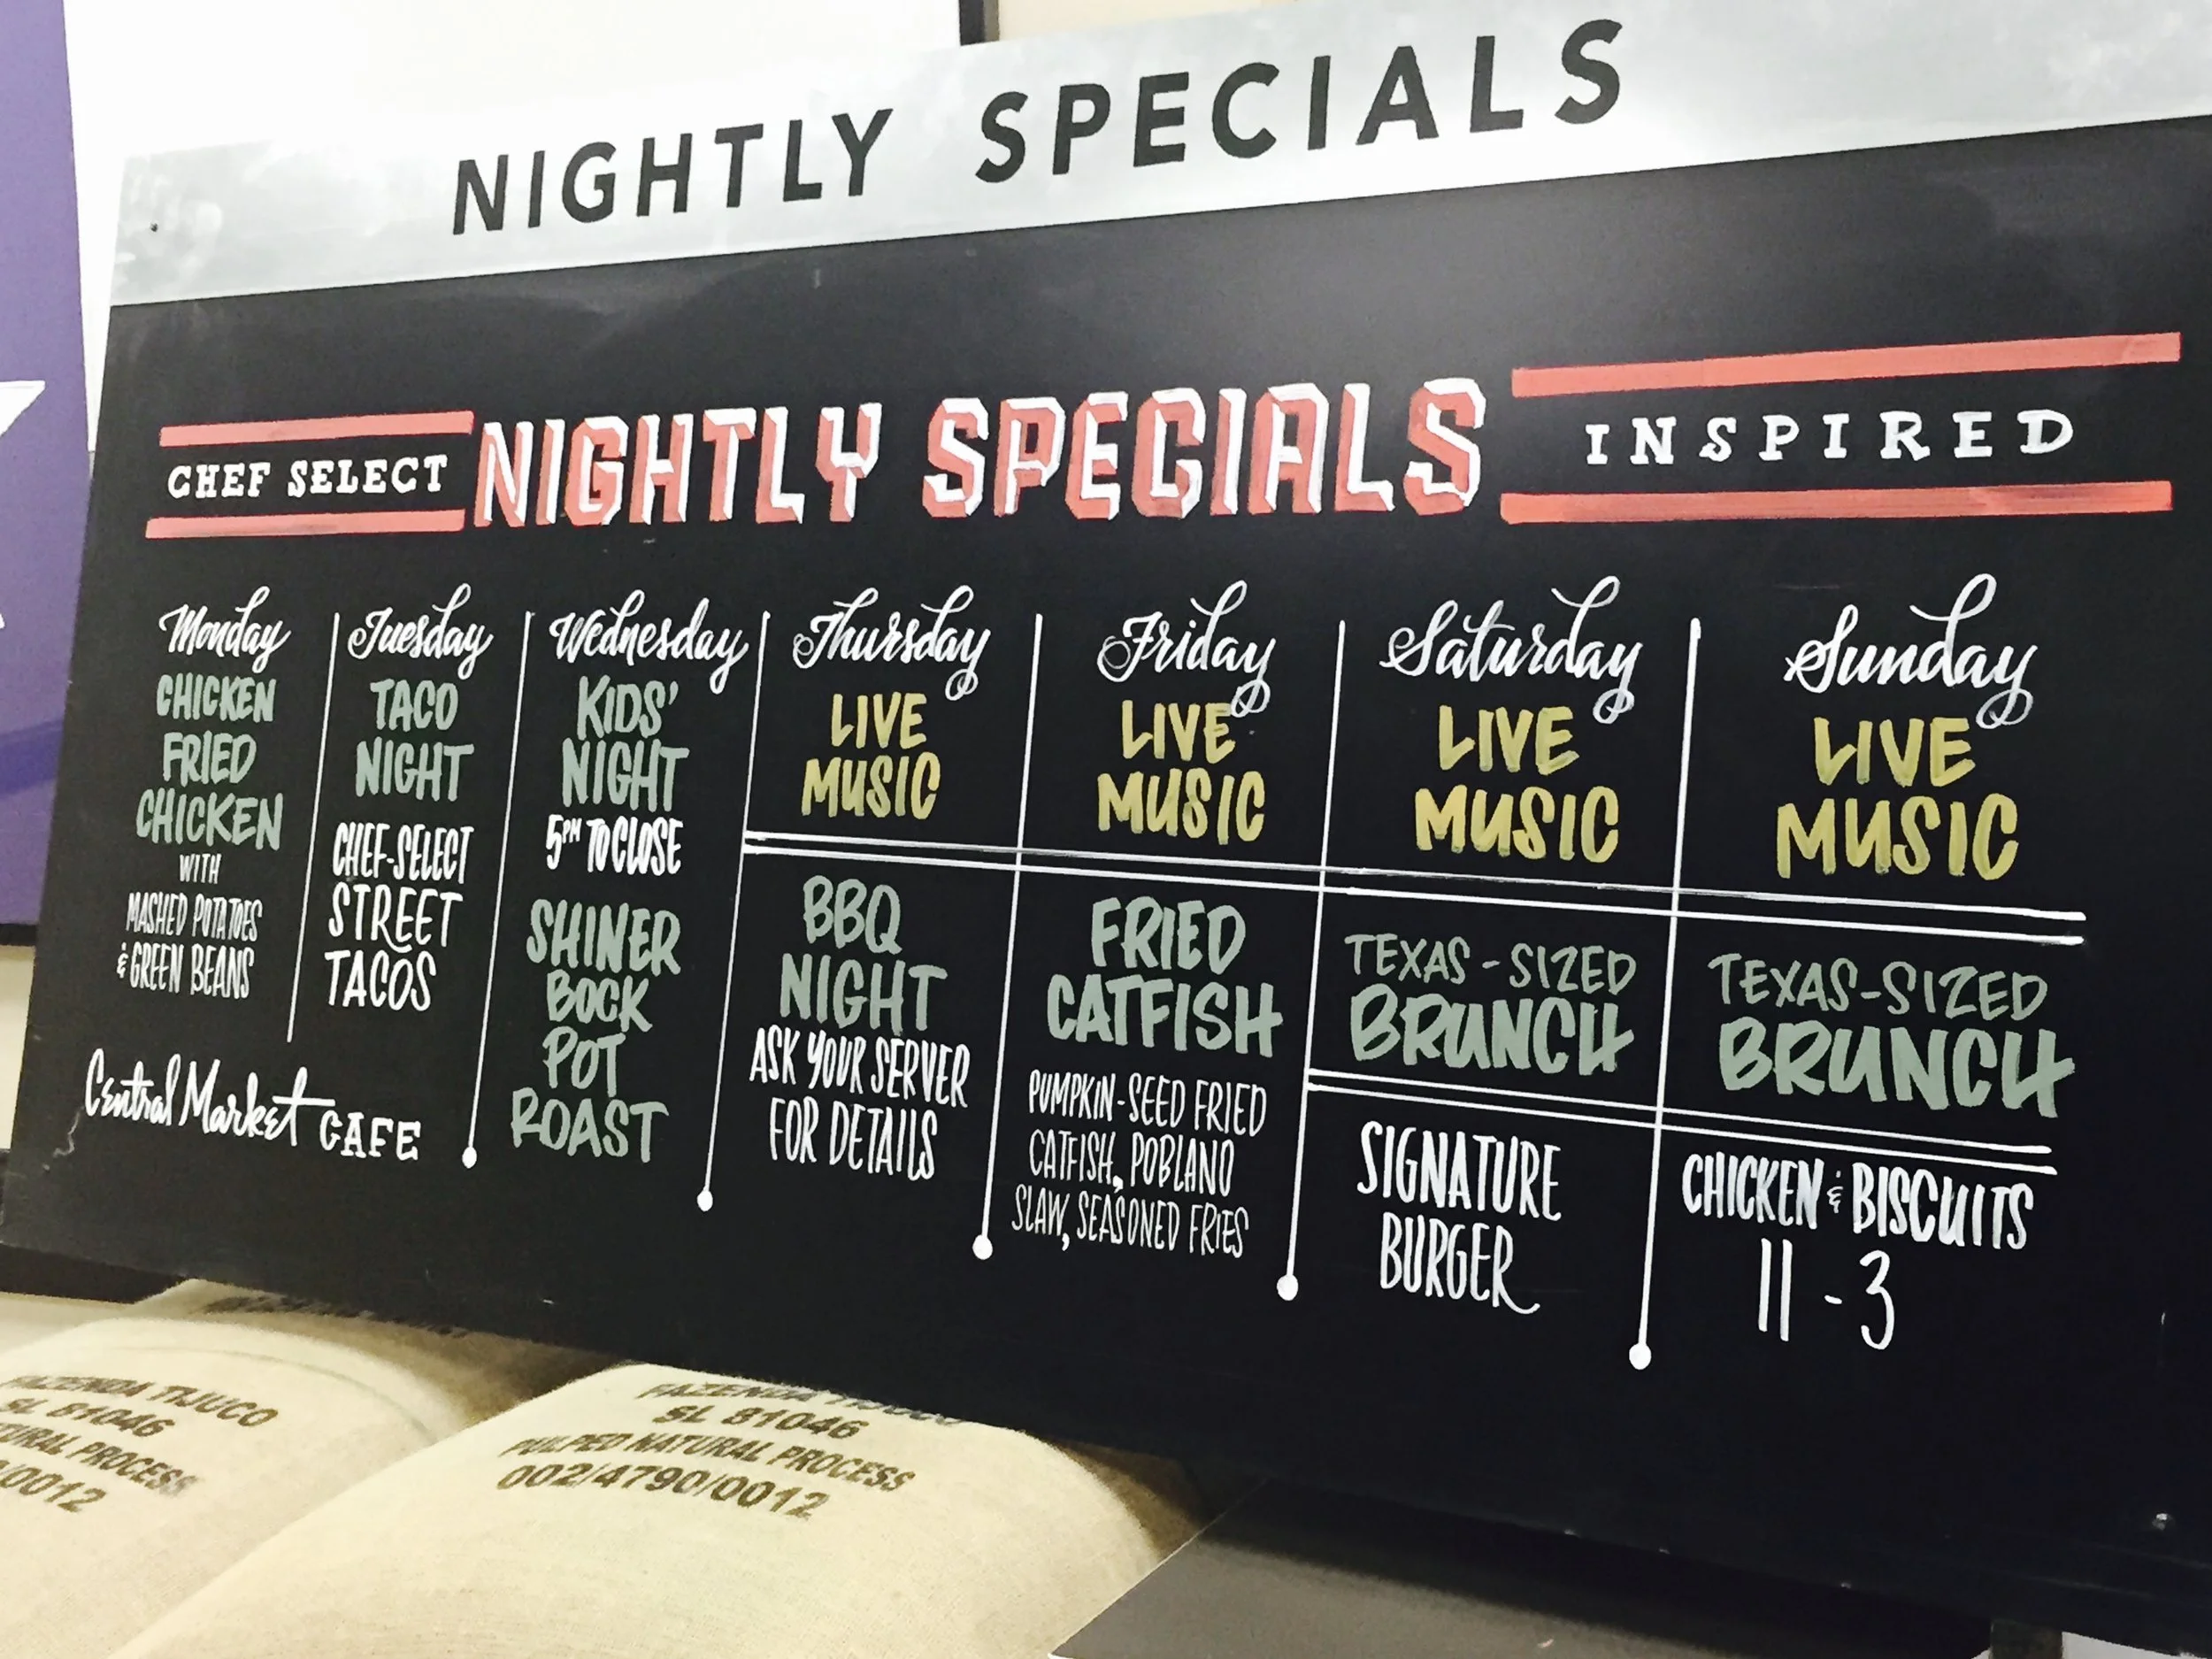 NIGHTLY SPECIALS
CHEF SELECT
NIGHTLY SPECIALS
INSPIRED
Monday
CHICKEN
FRIED
CHICKEN
WITH
MASHED POTATOES
& GREEN BEANS
Tuesday
TACO
NIGHT
CHEF-SELECT
STREET
TACOS
Wednesday
KIDS'
NIGHT
5PM TO CLOSE
SHINER
BOCK
POT
ROAST
Thursday
LIVE
MUSIC
BBQ
NIGHT
ASK YOUR SERVER
FOR DETAILS
Friday
LIVE
MUSIC
FRIED
CATFISH
PUMPKIN-SEED FRIED
CATFISH, POBLANO
SLAW, SEASONED FRIES
Saturday
LIVE
MUSIC
TEXAS-SIZED
BRUNCH
SIGNATURE
BURGER
Sunday
LIVE
MUSIC
TEXAS-SIZED
BRUNCH
CHICKEN & BISCUITS
11-3
Central Market CAFE
FAZENDA TIJUCO
SL 81046
PROCESS
FAZENDA TIJUCO
SL 81046
PULPED NATURAL PROCESS
002/4790/0012